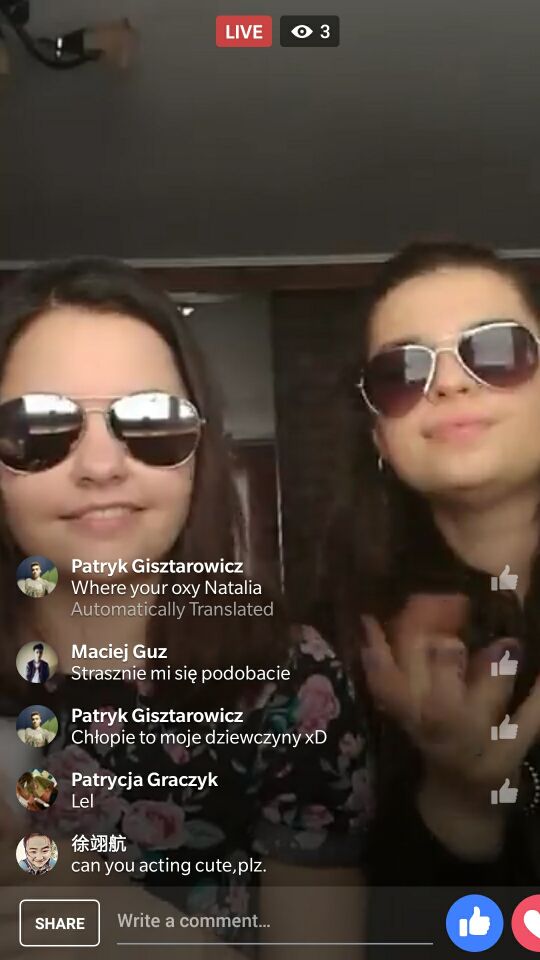 LIVE 3
Patryk Gisztarowicz
Where your oxy Natalia
Automatically Translated
Maciej Guz
Strasznie mi się podobacie
Patryk Gisztarowicz
Chłopie to moje dziewczyny xD
Patrycja Graczyk
Lel
徐翊航
can you acting cute,plz.
SHARE Write a comment...